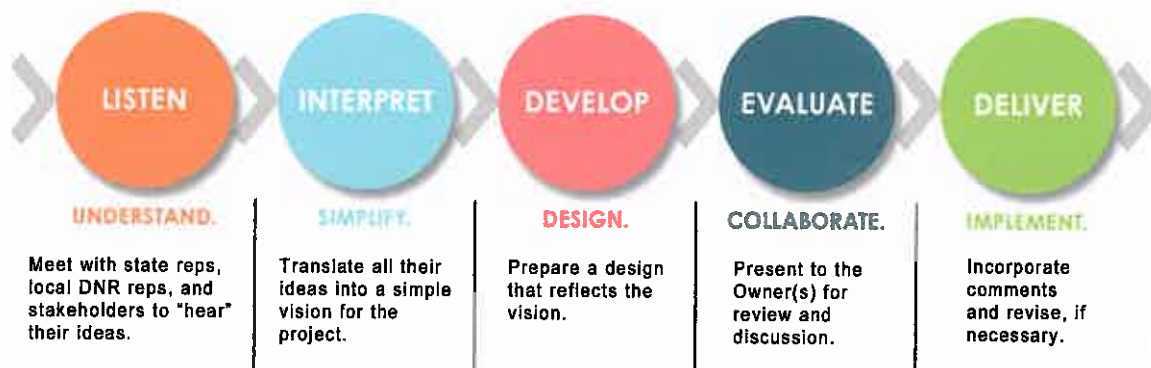 LISTEN
INTERPRET
DEVELOP
EVALUATE
DELIVER
UNDERSTAND.
SIMPLIFY.
DESIGN.
COLLABORATE.
IMPLEMENT.
Meet with state reps,
local DNR reps, and
stakeholders to "hear"
their ideas.
Translate all their
ideas into a simple
vision for the
project.
Prepare a design
that reflects the
vision.
Present to the
Owner(s) for
review and
discussion.
Incorporate
comments
and revise, if
necessary.